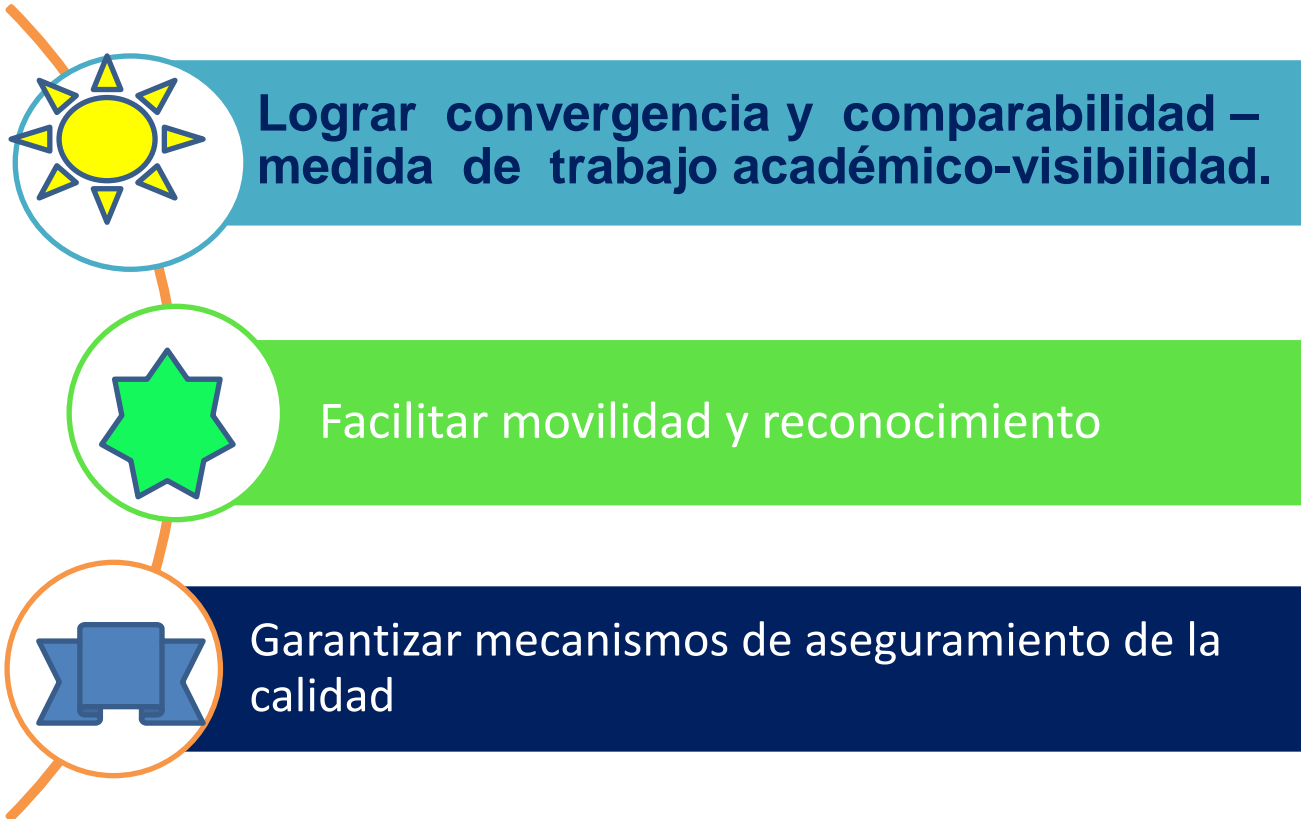 Lograr convergencia y comparabilidad –
medida de trabajo académico-visibilidad.
Facilitar movilidad y reconocimiento
Garantizar mecanismos de aseguramiento de la
calidad